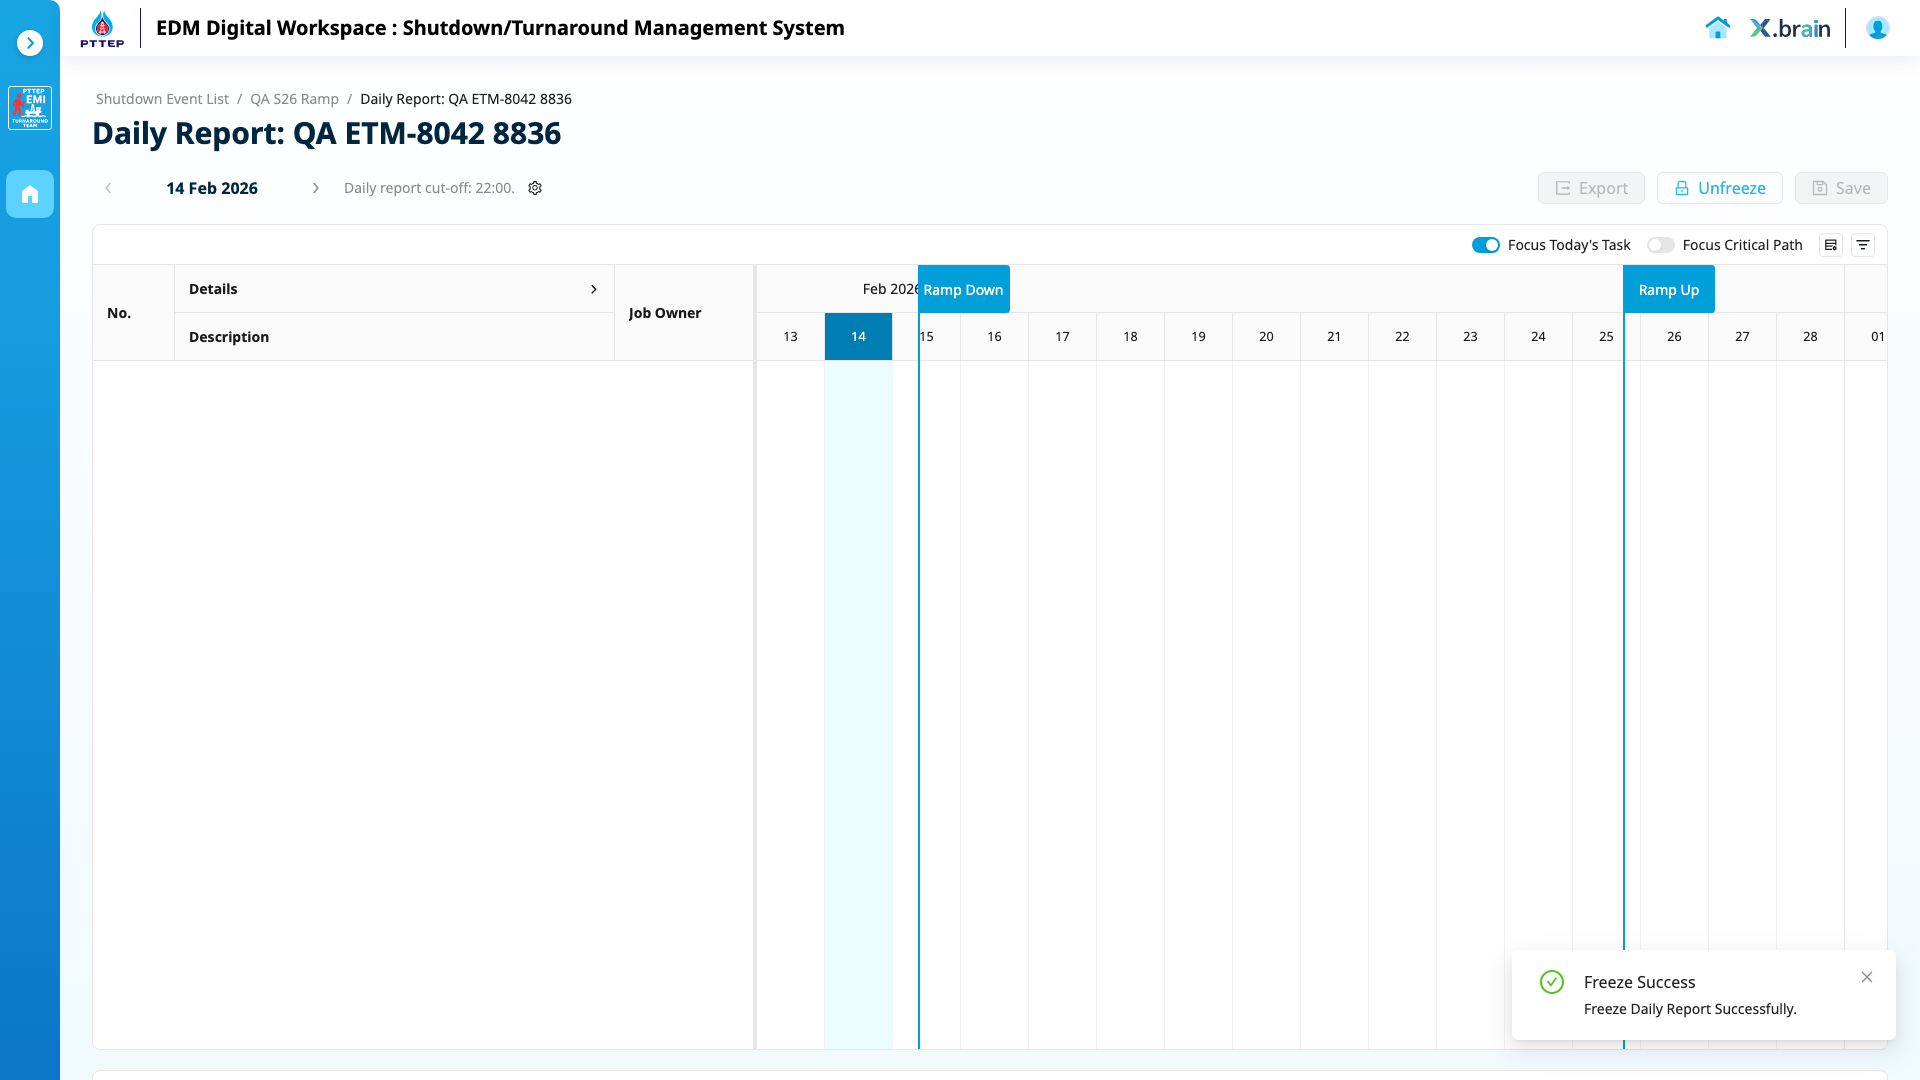 PTTEP
EDM Digital Workspace : Shutdown/Turnaround Management System
X.brain
PTTEP
EMI
TURNAROUND
TEAM
Shutdown Event List / QA S26 Ramp / Daily Report: QA ETM-8042 8836
Daily Report: QA ETM-8042 8836
14 Feb 2026
Daily report cut-off: 22:00.
Export
Unfreeze
Save
Focus Today's Task
Focus Critical Path
No.
Details
Description
Job Owner
Feb 2026
Ramp Down
Ramp Up
13 14 15 16 17 18 19 20 21 22 23 24 25 26 27 28 01
Freeze Success
Freeze Daily Report Successfully.